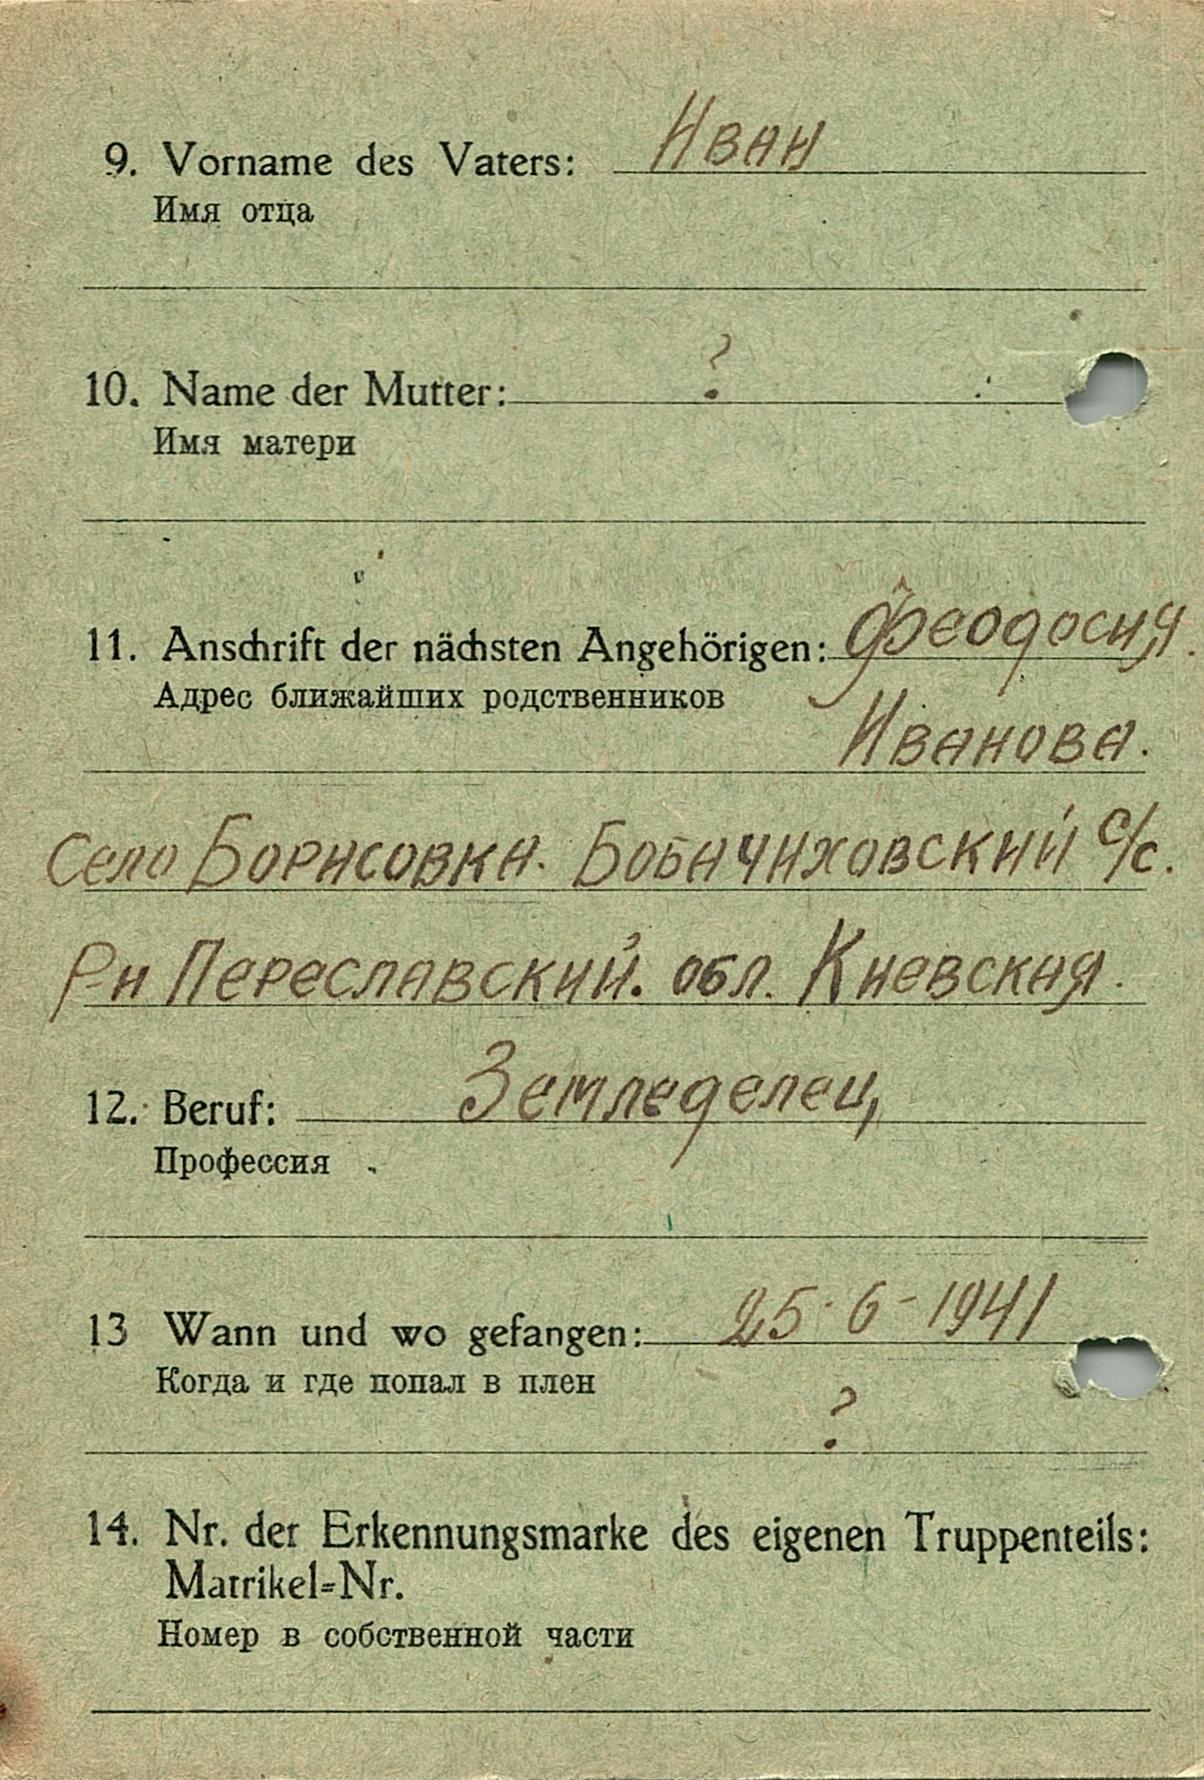 9. Vorname des Vaters: Иван
Имя отца
10. Name der Mutter: ?
Имя матери
11. Anschrift der nächsten Angehörigen: Феодосия.
Адрес ближайших родственников
Иванова.
Село Борисовка. Бобачиховский С/с.
Р-н Переславский. обл. Киевская.
12. Beruf: Земледелец
Профессия
13 Wann und wo gefangen: 25·6-1941
Когда и где попал в плен
?
14. Nr. der Erkennungsmarke des eigenen Truppenteils:
Matrikel=Nr.
Номер в собственной части